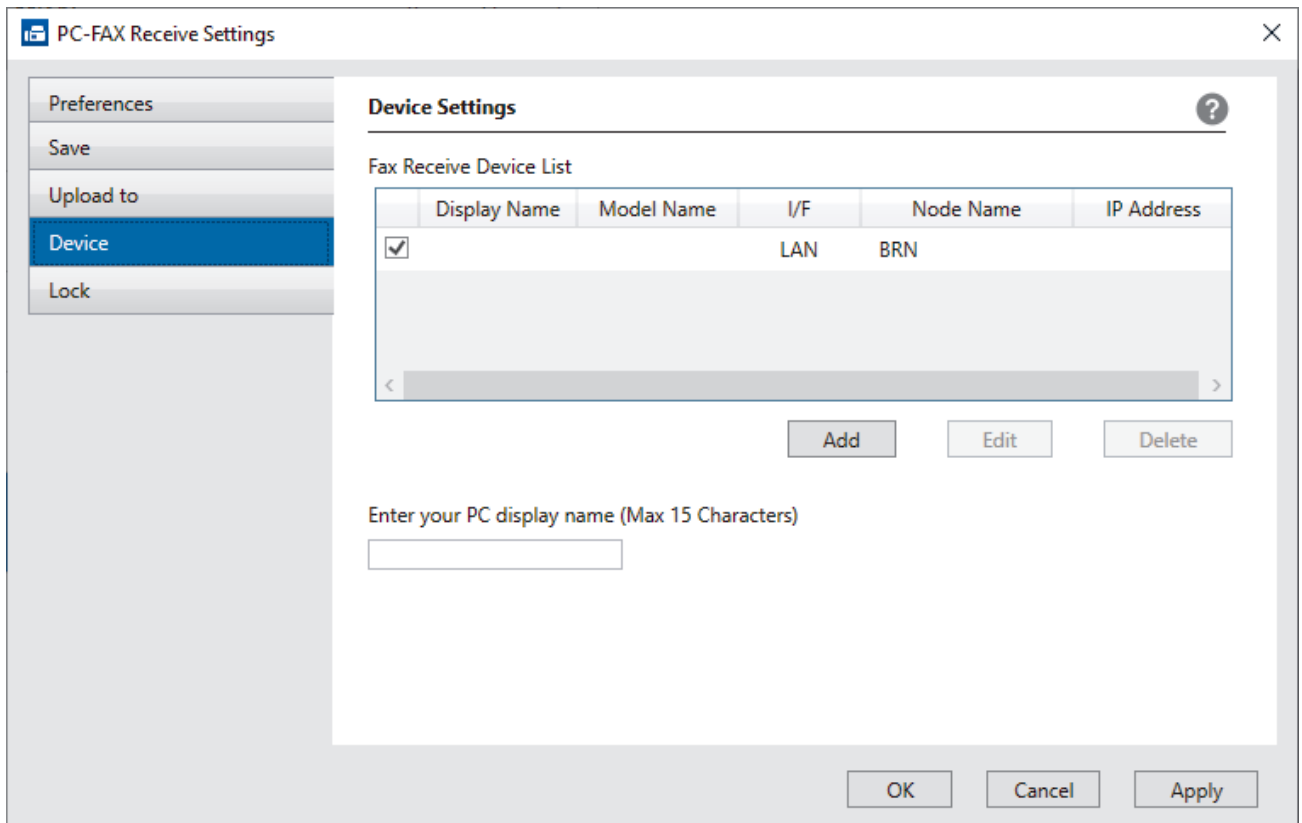 PC-FAX Receive Settings
Preferences
Save
Upload to
Device
Lock
Device Settings
Fax Receive Device List
Display Name Model Name I/F Node Name IP Address
LAN BRN
Add Edit Delete
Enter your PC display name (Max 15 Characters)
OK Cancel Apply